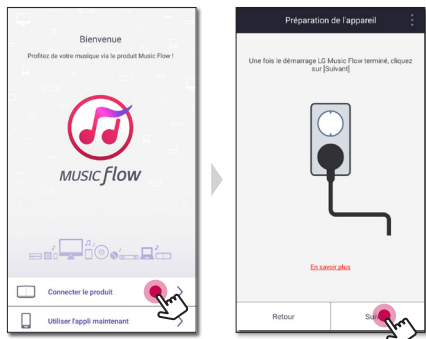 Bienvenue
Profitez de votre musique via le produit Music Flow !
MUSIC flow
Connecter le produit
Utiliser l'appli maintenant
Préparation de l'appareil
Une fois le démarrage LG Music Flow terminé, cliquez
sur [Suivant]
En savoir plus
Retour